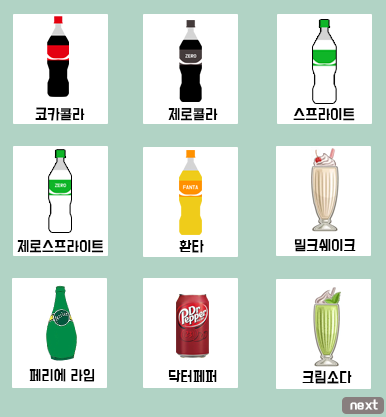 ZERO
코카콜라
제로콜라
스프라이트
ZERO
FANTA
제로스프라이트
환타
밀크쉐이크
Perrier
Dr Pepper
페리에 라임
닥터페퍼
크림소다
next